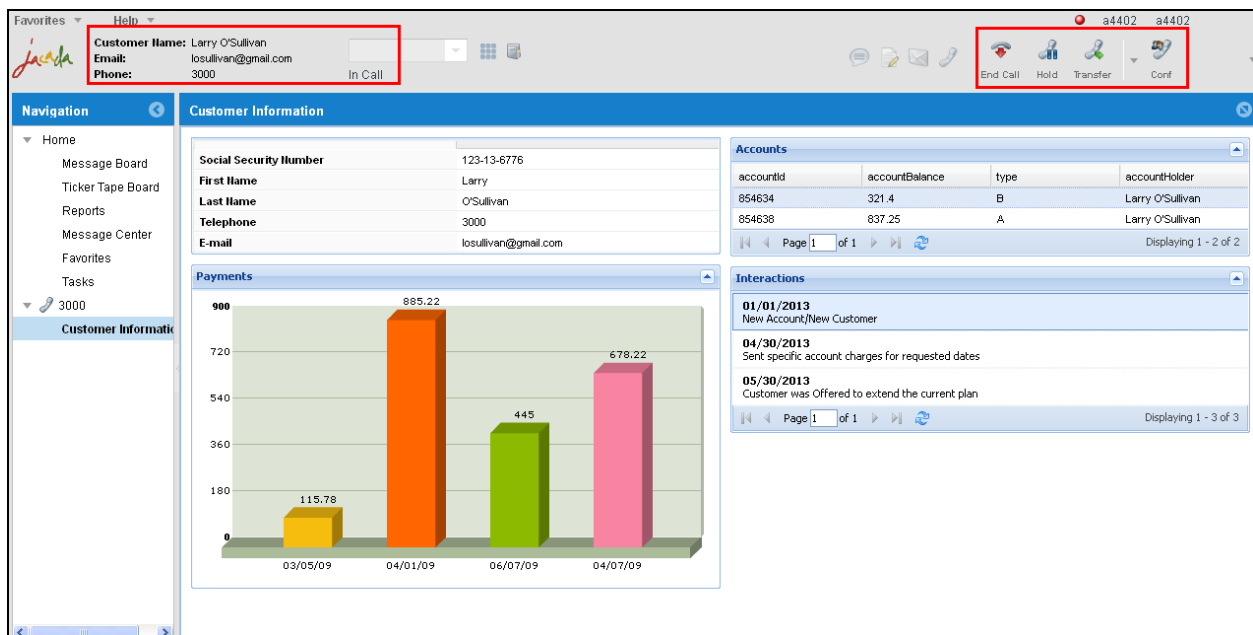 Favorites Help a4402 a4402
jacada
Customer Name: Larry O'Sullivan
Email: losullivan@gmail.com
Phone: 3000 In Call
End Call Hold Transfer Conf
Navigation
Customer Information
Home
Message Board
Ticker Tape Board
Reports
Message Center
Favorites
Tasks
3000
Customer Informatic
Social Security Number 123-13-6776
First Name Larry
Last Name O'Sullivan
Telephone 3000
E-mail losullivan@gmail.com
Payments
900
720
540
360
180
0
115.78
885.22
445
678.22
03/05/09 04/01/09 06/07/09 04/07/09
Accounts
accountId accountBalance type accountHolder
854634 321.4 B Larry O'Sullivan
854638 837.25 A Larry O'Sullivan
Page 1 of 1 Displaying 1 - 2 of 2
Interactions
01/01/2013
New Account/New Customer
04/30/2013
Sent specific account charges for requested dates
05/30/2013
Customer was Offered to extend the current plan
Page 1 of 1 Displaying 1 - 3 of 3